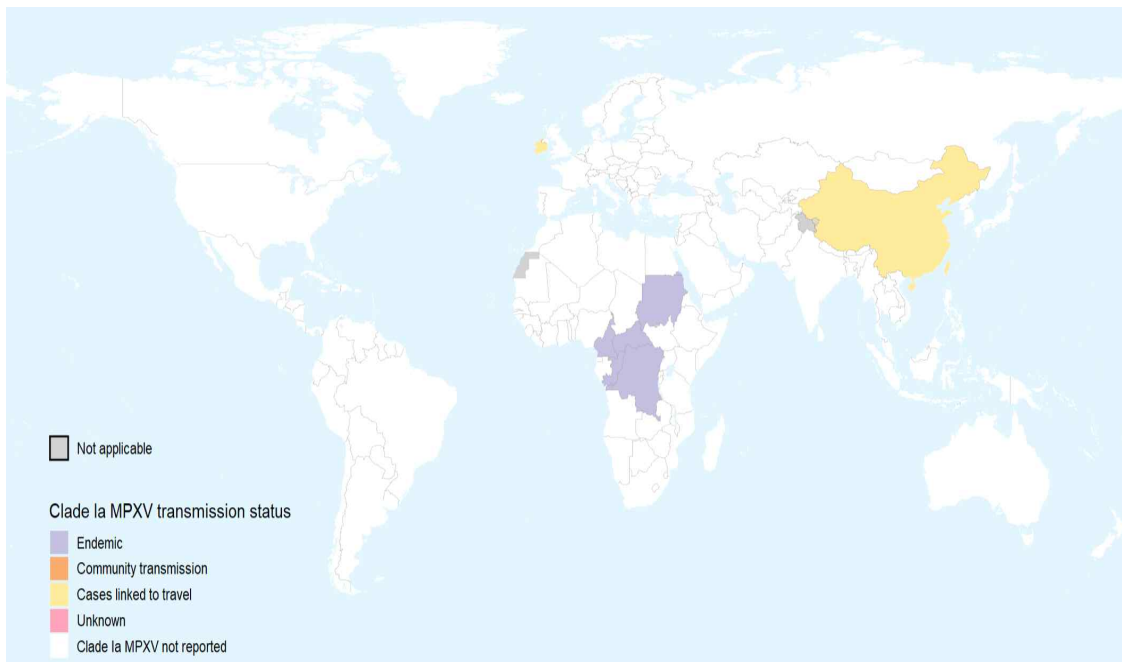 Not applicable
Clade Ia MPXV transmission status
Endemic
Community transmission
Cases linked to travel
Unknown
Clade Ia MPXV not reported